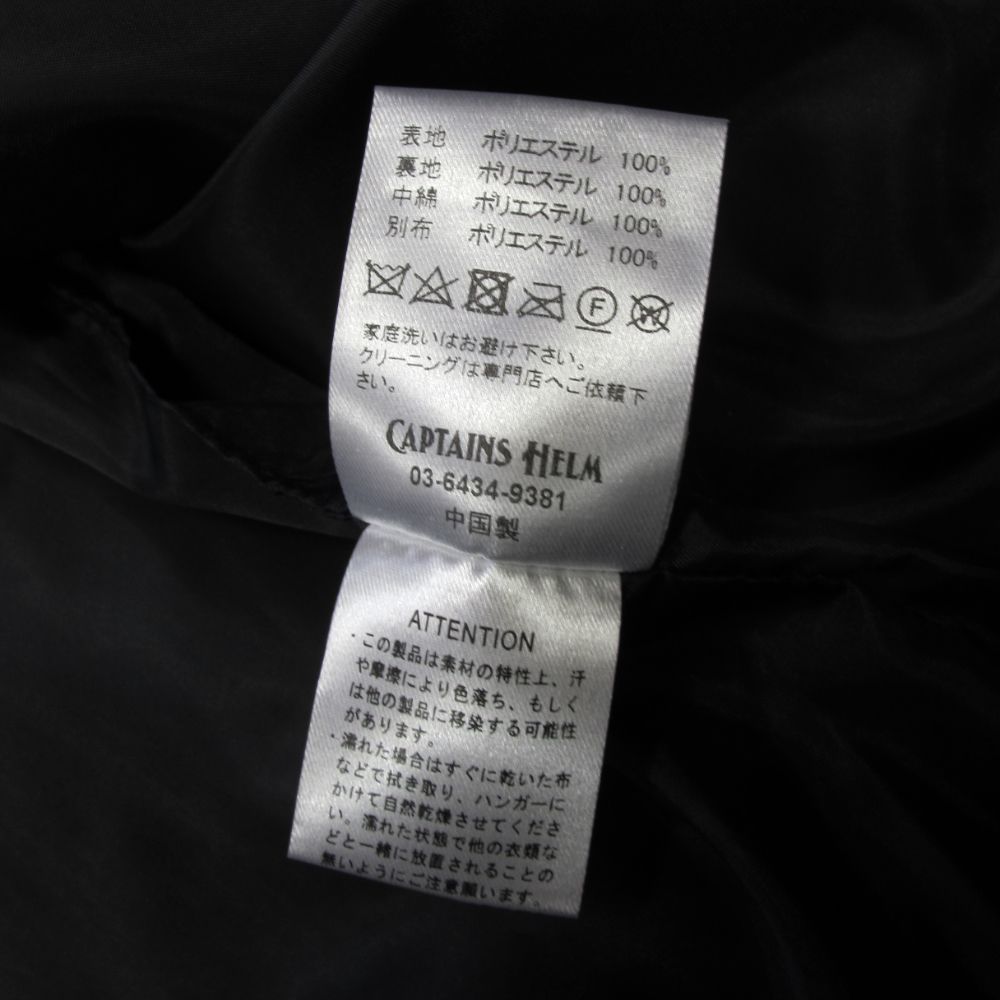 表地 ポリエステル 100%
裏地 ポリエステル 100%
中綿 ポリエステル 100%
別布 ポリエステル 100%
F
W
家庭洗いはお避け下さい。
クリーニングは専門店へご依頼下
さい。
CAPTAINS HELM
03-6434-9381
中国製
ATTENTION
・この製品は素材の特性上、汗
や摩擦により色落ち、もしく
は他の製品に移染する可能性
があります。
・濡れた場合はすぐに乾いた布
などで拭き取り、ハンガーに
かけて自然乾燥させてくださ
い。濡れた状態で他の衣類な
どと一緒に放置されることの
無いようにご注意願います。